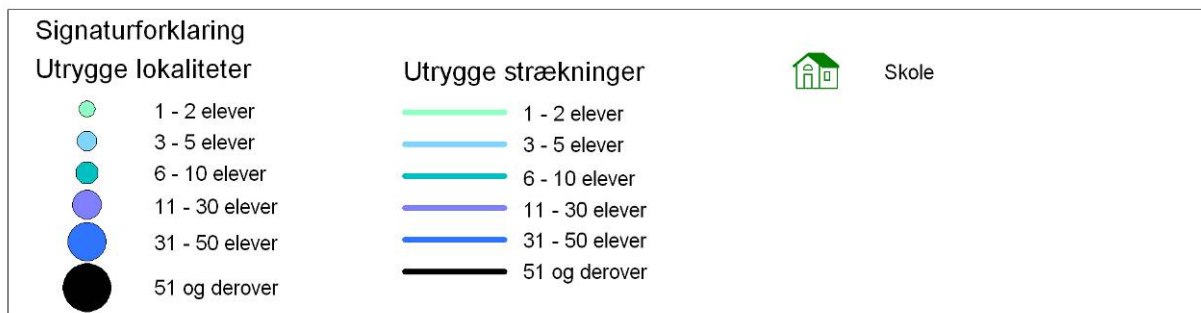 Signaturforklaring
Utrygge lokaliteter
1 - 2 elever
3 - 5 elever
6 - 10 elever
11 - 30 elever
31 - 50 elever
51 og derover
Utrygge strækninger
1 - 2 elever
3 - 5 elever
6 - 10 elever
11 - 30 elever
31 - 50 elever
51 og derover
Skole